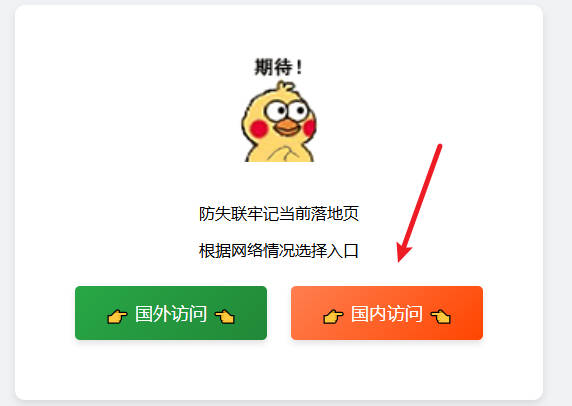 期待!
防失联牢记当前落地页
根据网络情况选择入口
👉 国外访问 👈
👉 国内访问 👈